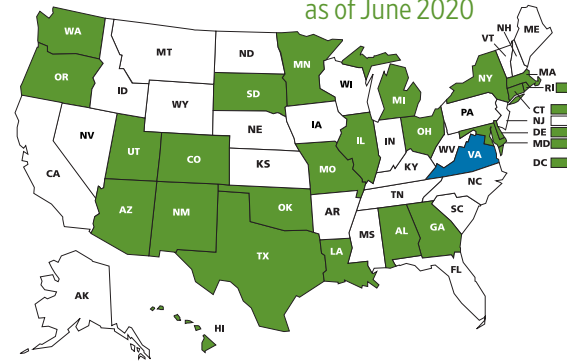 as of June 2020
WA
MT
ND
MN
VT
NH
ME
OR
ID
SD
WI
NY
MA
RI
WY
MI
CT
NV
NE
IA
PA
NJ
UT
CO
IL
IN
OH
DE
CA
KS
MO
WV
VA
MD
KY
DC
AZ
NM
OK
AR
TN
NC
SC
TX
LA
MS
AL
GA
FL
AK
HI